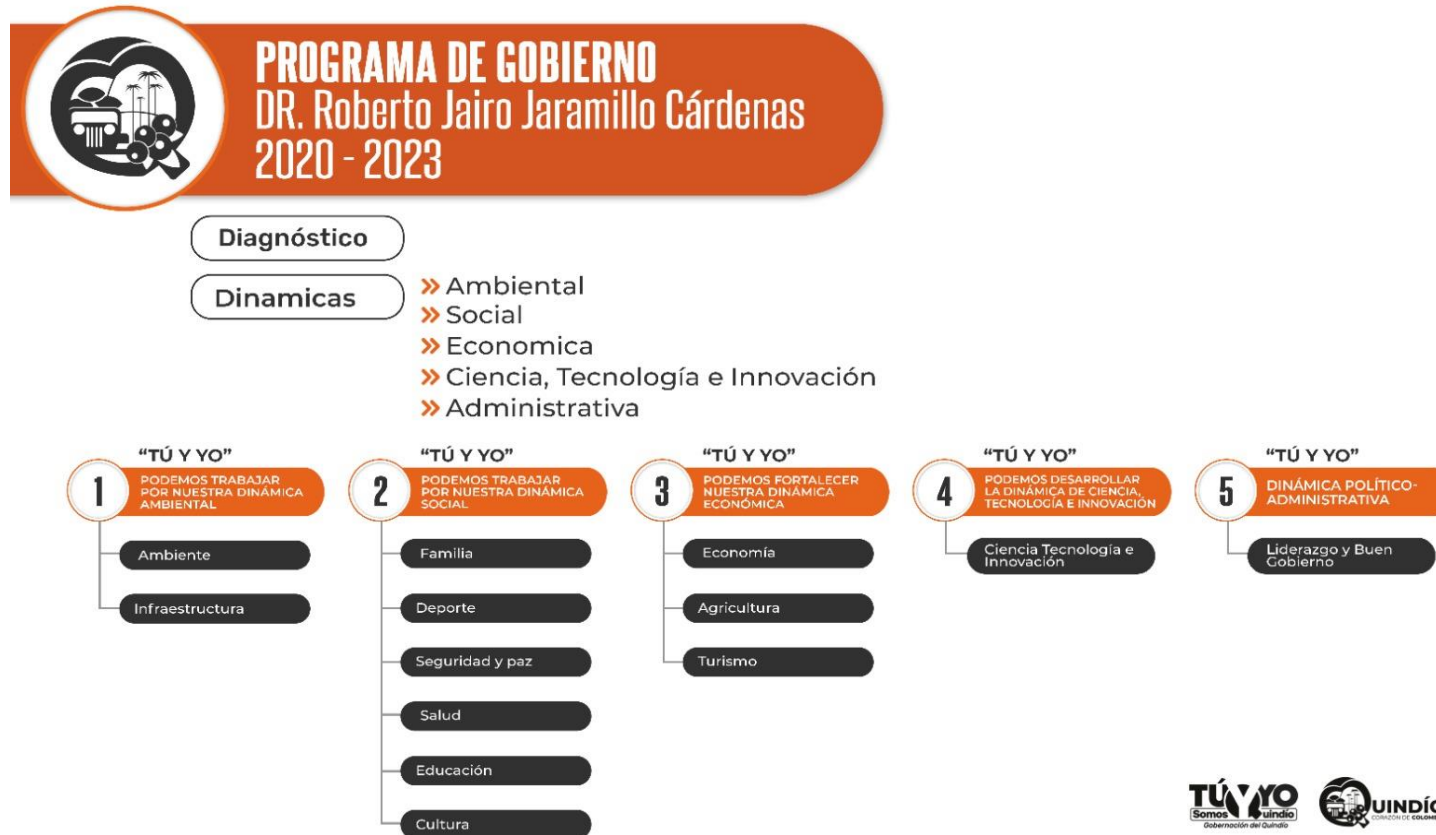 PROGRAMA DE GOBIERNO
DR. Roberto Jairo Jaramillo Cárdenas
2020 - 2023
Diagnóstico
Dinamicas
Ambiental
Social
Economica
Ciencia, Tecnología e Innovación
Administrativa
"TÚ Y YO"
1
PODEMOS TRABAJAR
POR NUESTRA DINÁMICA
AMBIENTAL
Ambiente
Infraestructura
"TÚ Y YO"
2
PODEMOS TRABAJAR
POR NUESTRA DINÁMICA
SOCIAL
Familia
Deporte
Seguridad y paz
Salud
Educación
Cultura
"TÚ Y YO"
3
PODEMOS FORTALECER
NUESTRA DINÁMICA
ECONÓMICA
Economía
Agricultura
Turismo
"TÚ Y YO"
4
PODEMOS DESARROLLAR
LA DINÁMICA DE CIENCIA,
TECNOLOGÍA E INNOVACIÓN
Ciencia Tecnología e
Innovación
"TÚ Y YO"
5
DINÁMICA POLÍTICO-
ADMINISTRATIVA
Liderazgo y Buen
Gobierno
TÚ Y YO
Somos Quindío
Gobernación del Quindío
QUINDÍO
CORAZÓN DE COLOMB